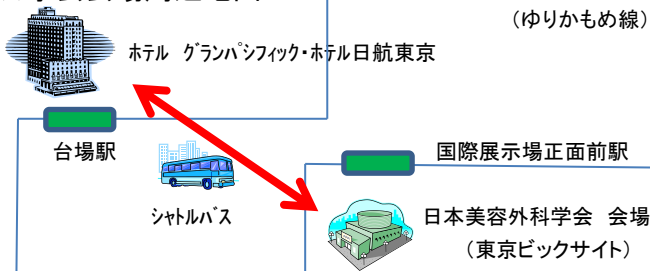 （ゆりかもめ線）
ホテル グランパシフィック・ホテル日航東京
台場駅
国際展示場正面前駅
シャトルバス
日本美容外科学会 会場
（東京ビックサイト）